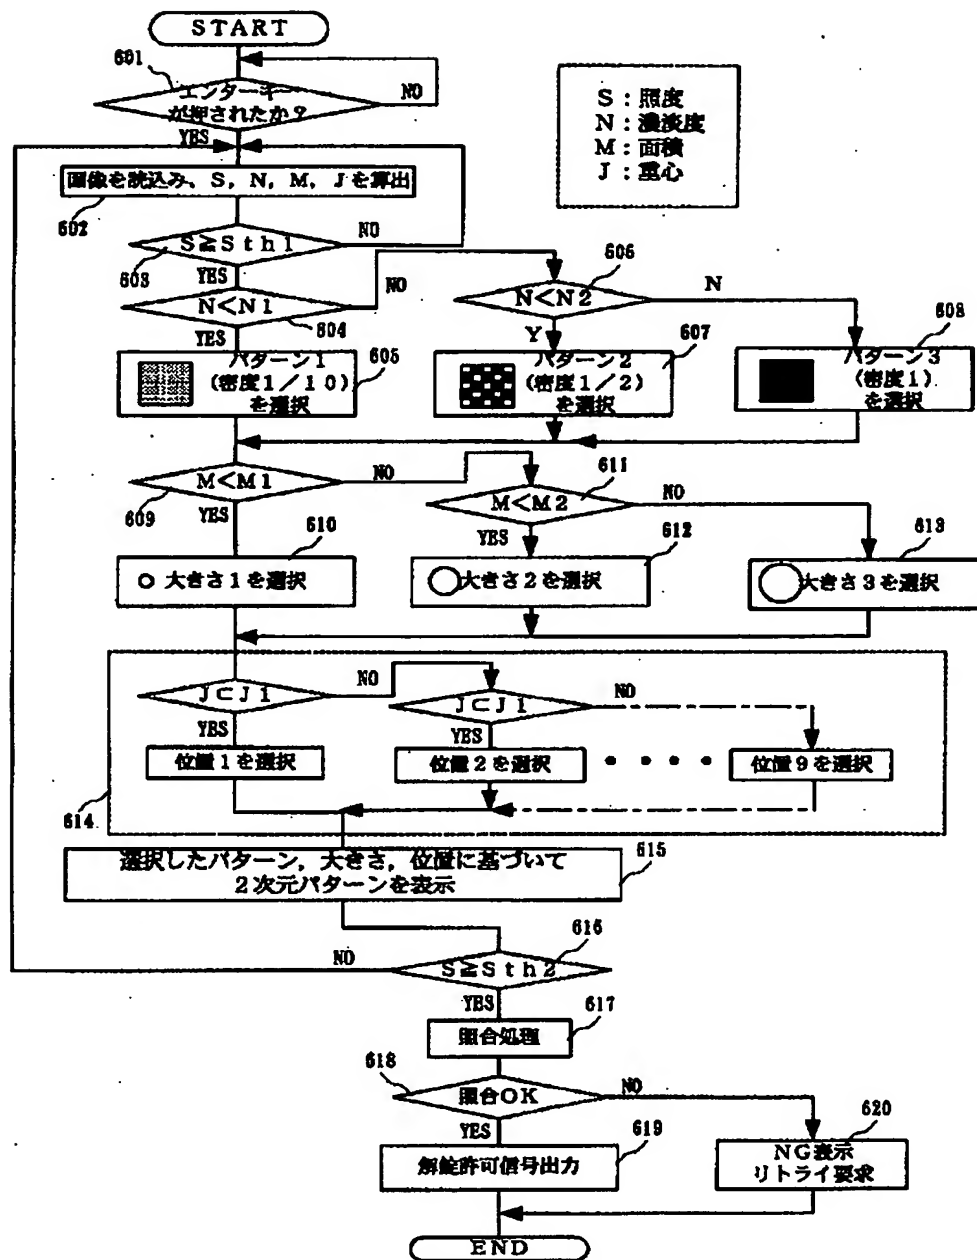 START
601
エンターキー
が押されたか?
NO
YES
S:照度
N:濃淡度
M:面積
J:重心
画像を読込み、S,N,M,Jを算出
602
S≧Sth1
NO
603
YES
N<N1
NO
604
YES
606
N<N2
N
Y
605
パターン1
(密度1/10)
を選択
607
パターン2
(密度1/2)
を選択
608
パターン3
(密度1)
を選択
M<M1
NO
609
YES
611
M<M2
NO
YES
610
大きさ1を選択
612
大きさ2を選択
613
大きさ3を選択
J⊂J1
NO
YES
J⊂J1
NO
YES
位置1を選択
位置2を選択
・・・・
位置9を選択
614
選択したパターン,大きさ,位置に基づいて
2次元パターンを表示
615
616
S≧Sth2
NO
YES
617
照合処理
618
照合OK
NO
YES
619
解錠許可信号出力
620
NG表示
リトライ要求
END